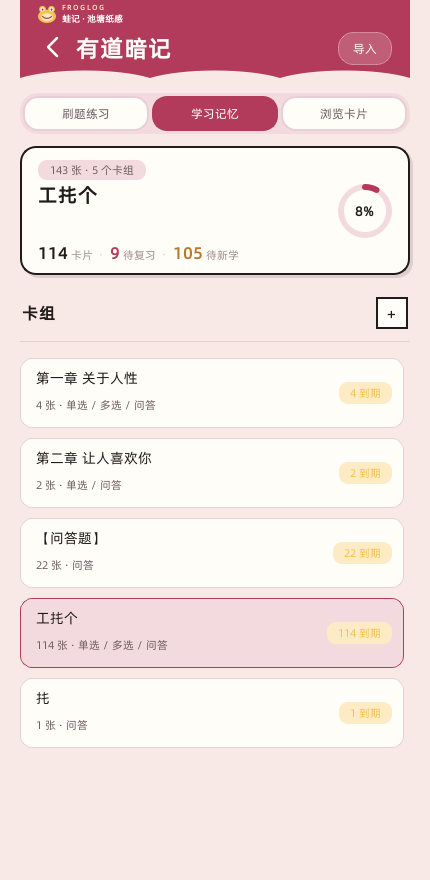 FROGLOG
蛙记 · 池塘纸感
有道暗记
导入
刷题练习
学习记忆
浏览卡片
143 张 · 5 个卡组
工扥个
8%
114 卡片 · 9 待复习 · 105 待新学
卡组
+
第一章 关于人性
4 张 · 单选 / 多选 / 问答
4 到期
第二章 让人喜欢你
2 张 · 单选 / 问答
2 到期
【问答题】
22 张 · 问答
22 到期
工扥个
114 张 · 单选 / 多选 / 问答
114 到期
扥
1 张 · 问答
1 到期